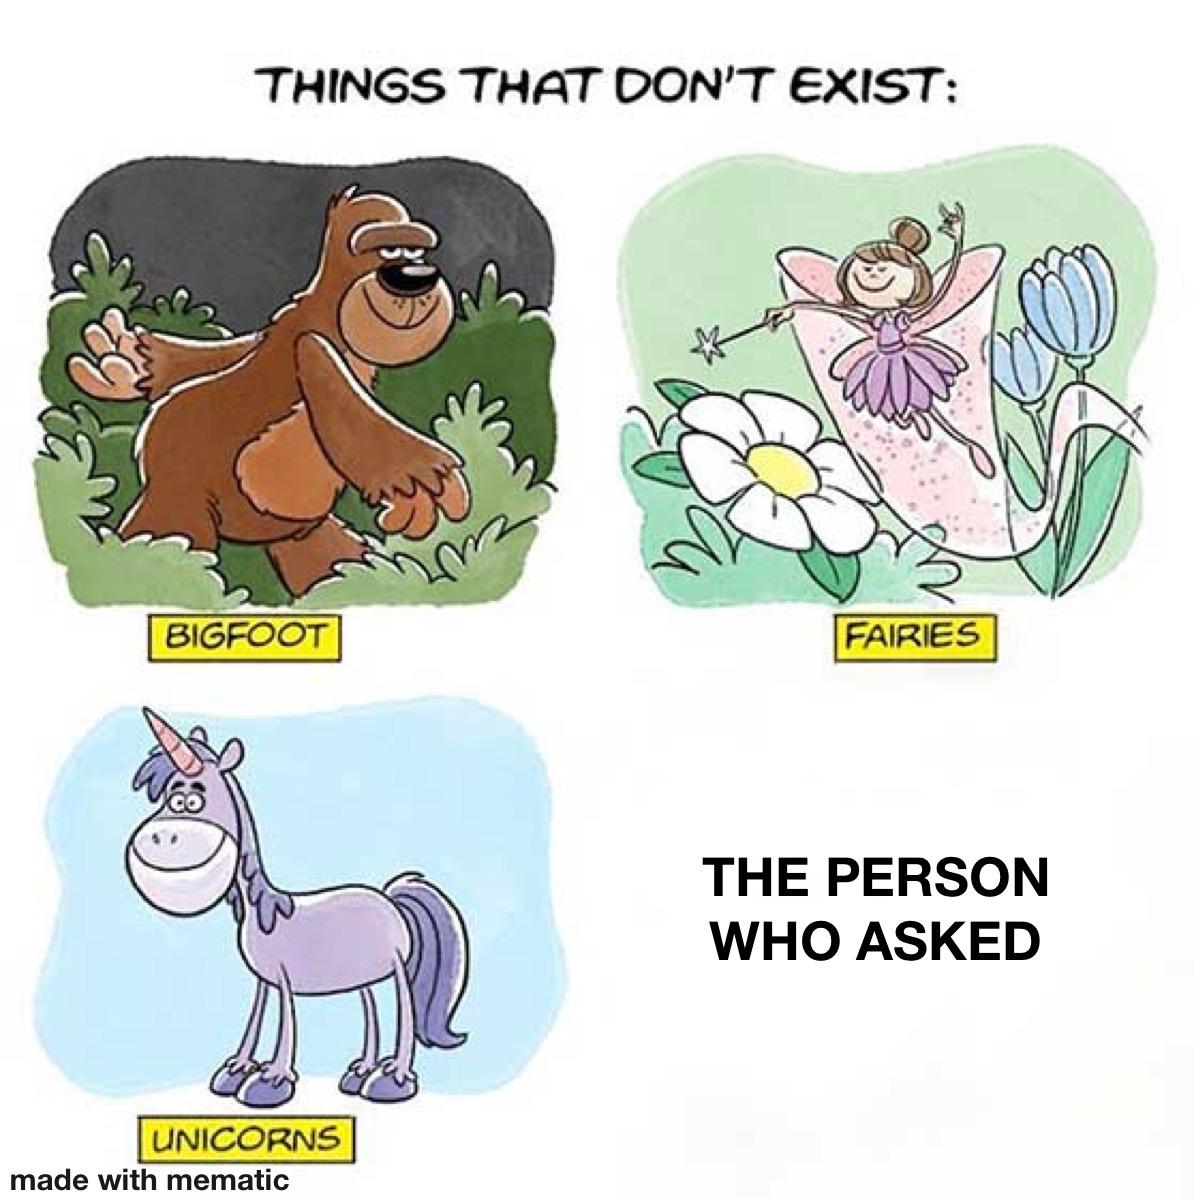 THINGS THAT DON'T EXIST:
BIGFOOT
FAIRIES
UNICORNS
THE PERSON
WHO ASKED
made with mematic